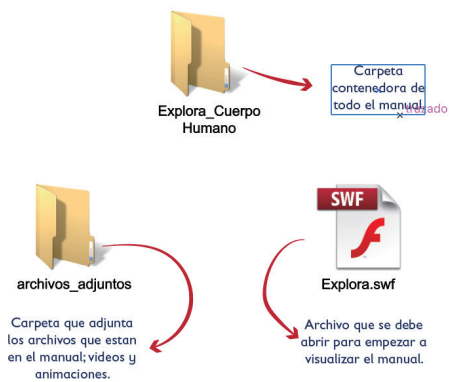 Explora_Cuerpo
Humano
Carpeta
contenedora de
todo el manual
trazado
SWF
archivos_adjuntos
Explora.swf
Carpeta que adjunta
los archivos que estan
en el manual; videos y
animaciones.
Archivo que se debe
abrir para empezar a
visualizar el manual.